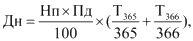 Дн = Нп × Пд / 100 × (Т365 / 365 + Т366 / 366),